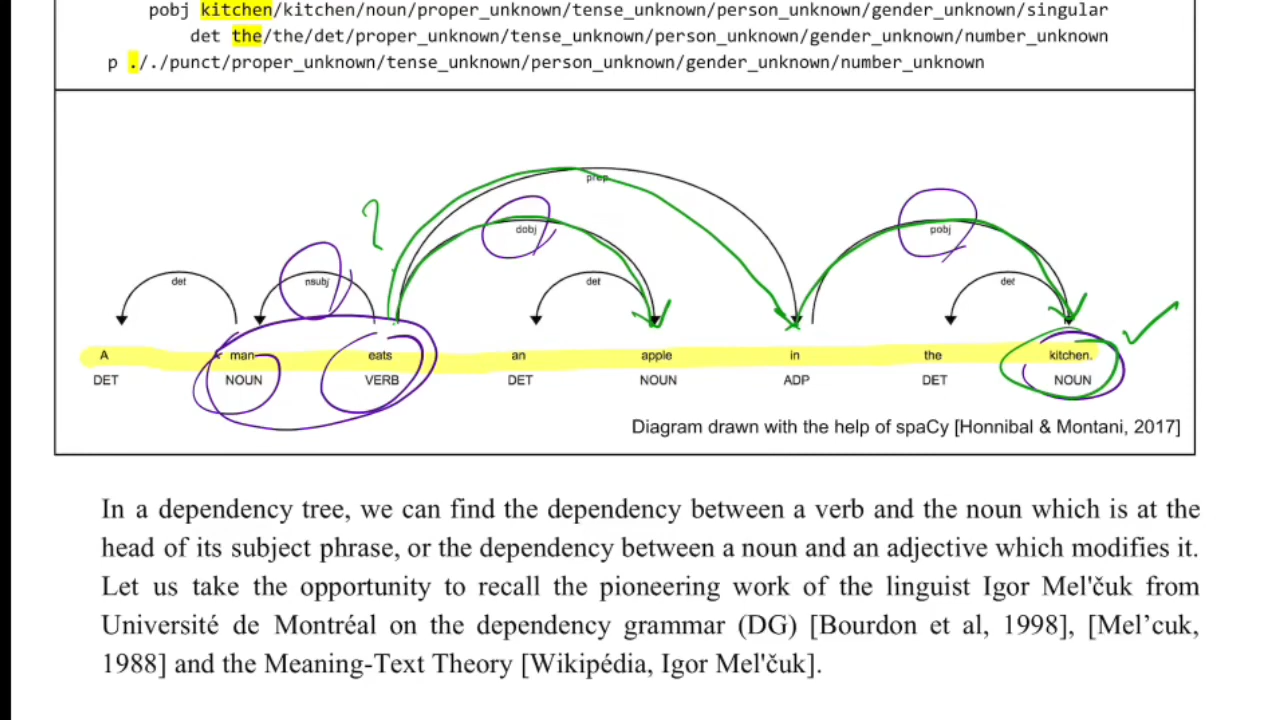 pobj kitchen/kitchen/noun/proper_unknown/tense_unknown/person_unknown/gender_unknown/singular
det the/the/det/proper_unknown/tense_unknown/person_unknown/gender_unknown/number_unknown
p ././punct/proper_unknown/tense_unknown/person_unknown/gender_unknown/number_unknown
prep
?
dobj pobj
det nsubj det det
A man eats an apple in the kitchen.
DET NOUN VERB DET NOUN ADP DET NOUN
Diagram drawn with the help of spaCy [Honnibal & Montani, 2017]
In a dependency tree, we can find the dependency between a verb and the noun which is at the
head of its subject phrase, or the dependency between a noun and an adjective which modifies it.
Let us take the opportunity to recall the pioneering work of the linguist Igor Mel'čuk from
Université de Montréal on the dependency grammar (DG) [Bourdon et al, 1998], [Mel’cuk,
1988] and the Meaning-Text Theory [Wikipédia, Igor Mel'čuk].